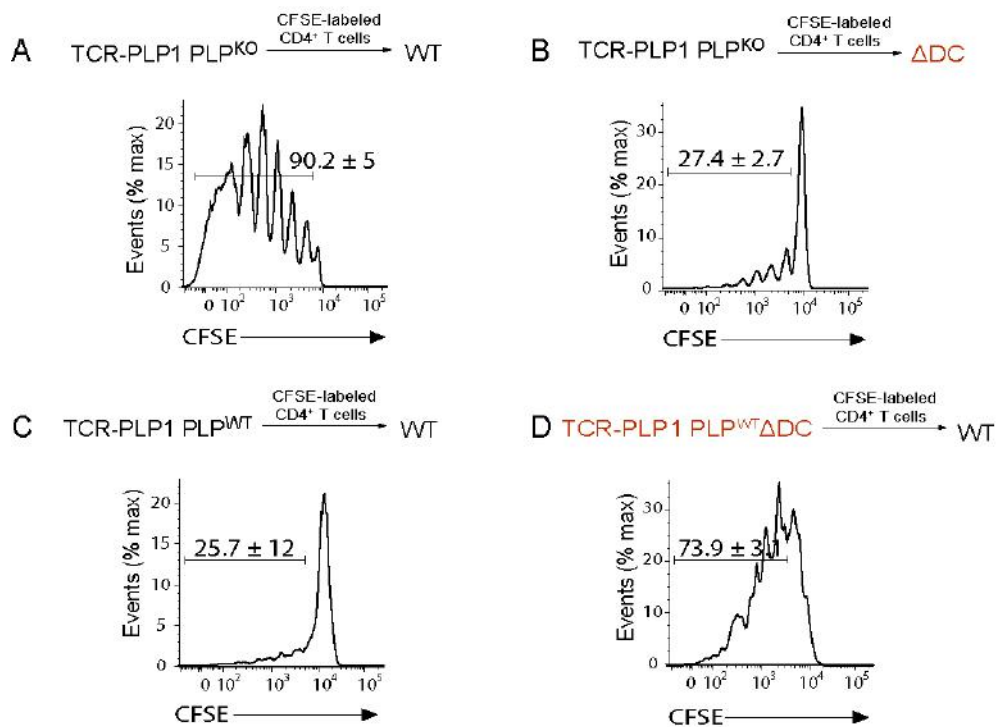 A
TCR-PLP1 PLPKO
CFSE-labeled
CD4+ T cells
WT
Events (% max)
20
15
10
5
0
90.2 ± 5
0 10² 10³ 10⁴ 10⁵
CFSE
B
TCR-PLP1 PLPKO
CFSE-labeled
CD4+ T cells
ΔDC
Events (% max)
30
20
10
0
27.4 ± 2.7
0 10² 10³ 10⁴ 10⁵
CFSE
C
TCR-PLP1 PLPWT
CFSE-labeled
CD4+ T cells
WT
Events (% max)
20
15
10
5
0
25.7 ± 12
0 10² 10³ 10⁴ 10⁵
CFSE
D
TCR-PLP1 PLPWTΔDC
CFSE-labeled
CD4+ T cells
WT
Events (% max)
30
20
10
0
73.9 ± 3.1
0 10² 10³ 10⁴ 10⁵
CFSE